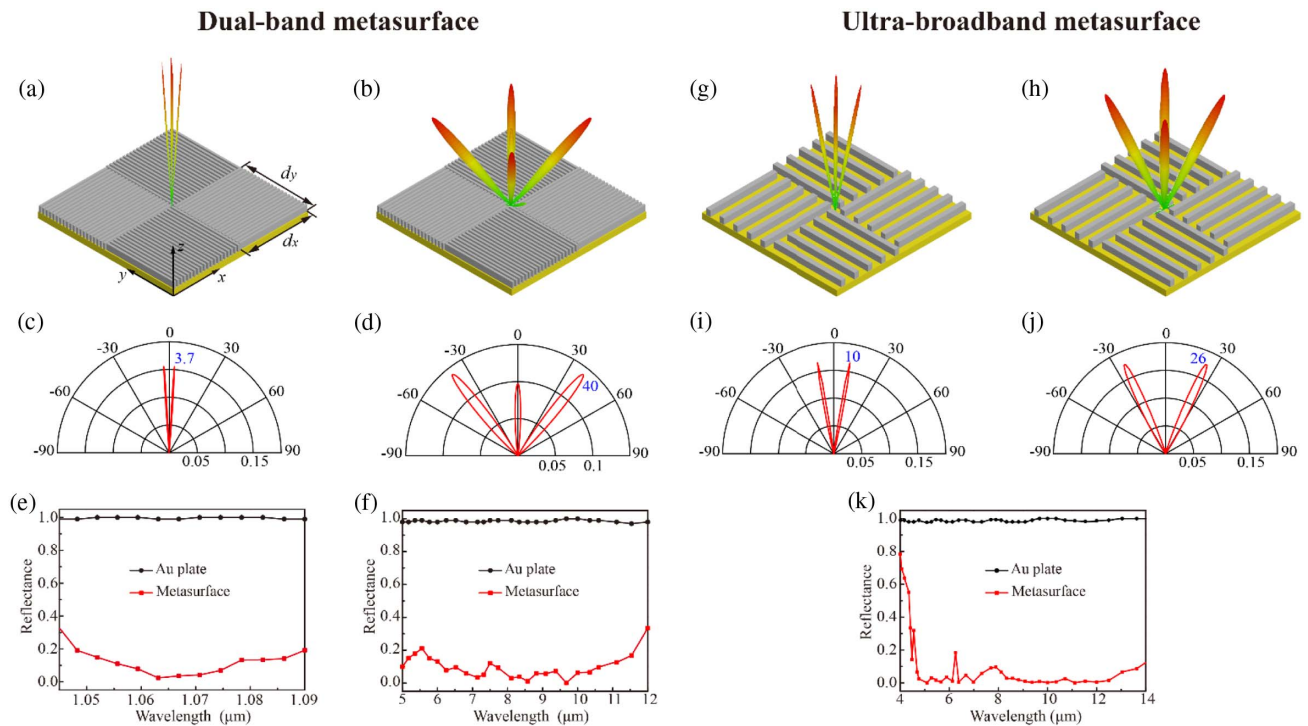 Dual-band metasurface
Ultra-broadband metasurface
(a)
(b)
(g)
(h)
dy
dx
z
y
x
(c)
(d)
(i)
(j)
0
-30
30
3.7
-60
60
-90
90
0.05 0.15
0
-30
30
40
-60
60
-90
90
0.05 0.1
0
-30
30
10
-60
60
-90
90
0.05 0.15
0
-30
30
26
-60
60
-90
90
0.05 0.15
(e)
1.0
0.8
0.6
0.4
0.2
0.0
Reflectance
Au plate
Metasurface
1.05 1.06 1.07 1.08 1.09
Wavelength (μm)
(f)
1.0
0.8
0.6
0.4
0.2
0.0
Reflectance
Au plate
Metasurface
5 6 7 8 9 10 11 12
Wavelength (μm)
(k)
1.0
0.8
0.6
0.4
0.2
0.0
Reflectance
Au plate
Metasurface
4 6 8 10 12 14
Wavelength (μm)